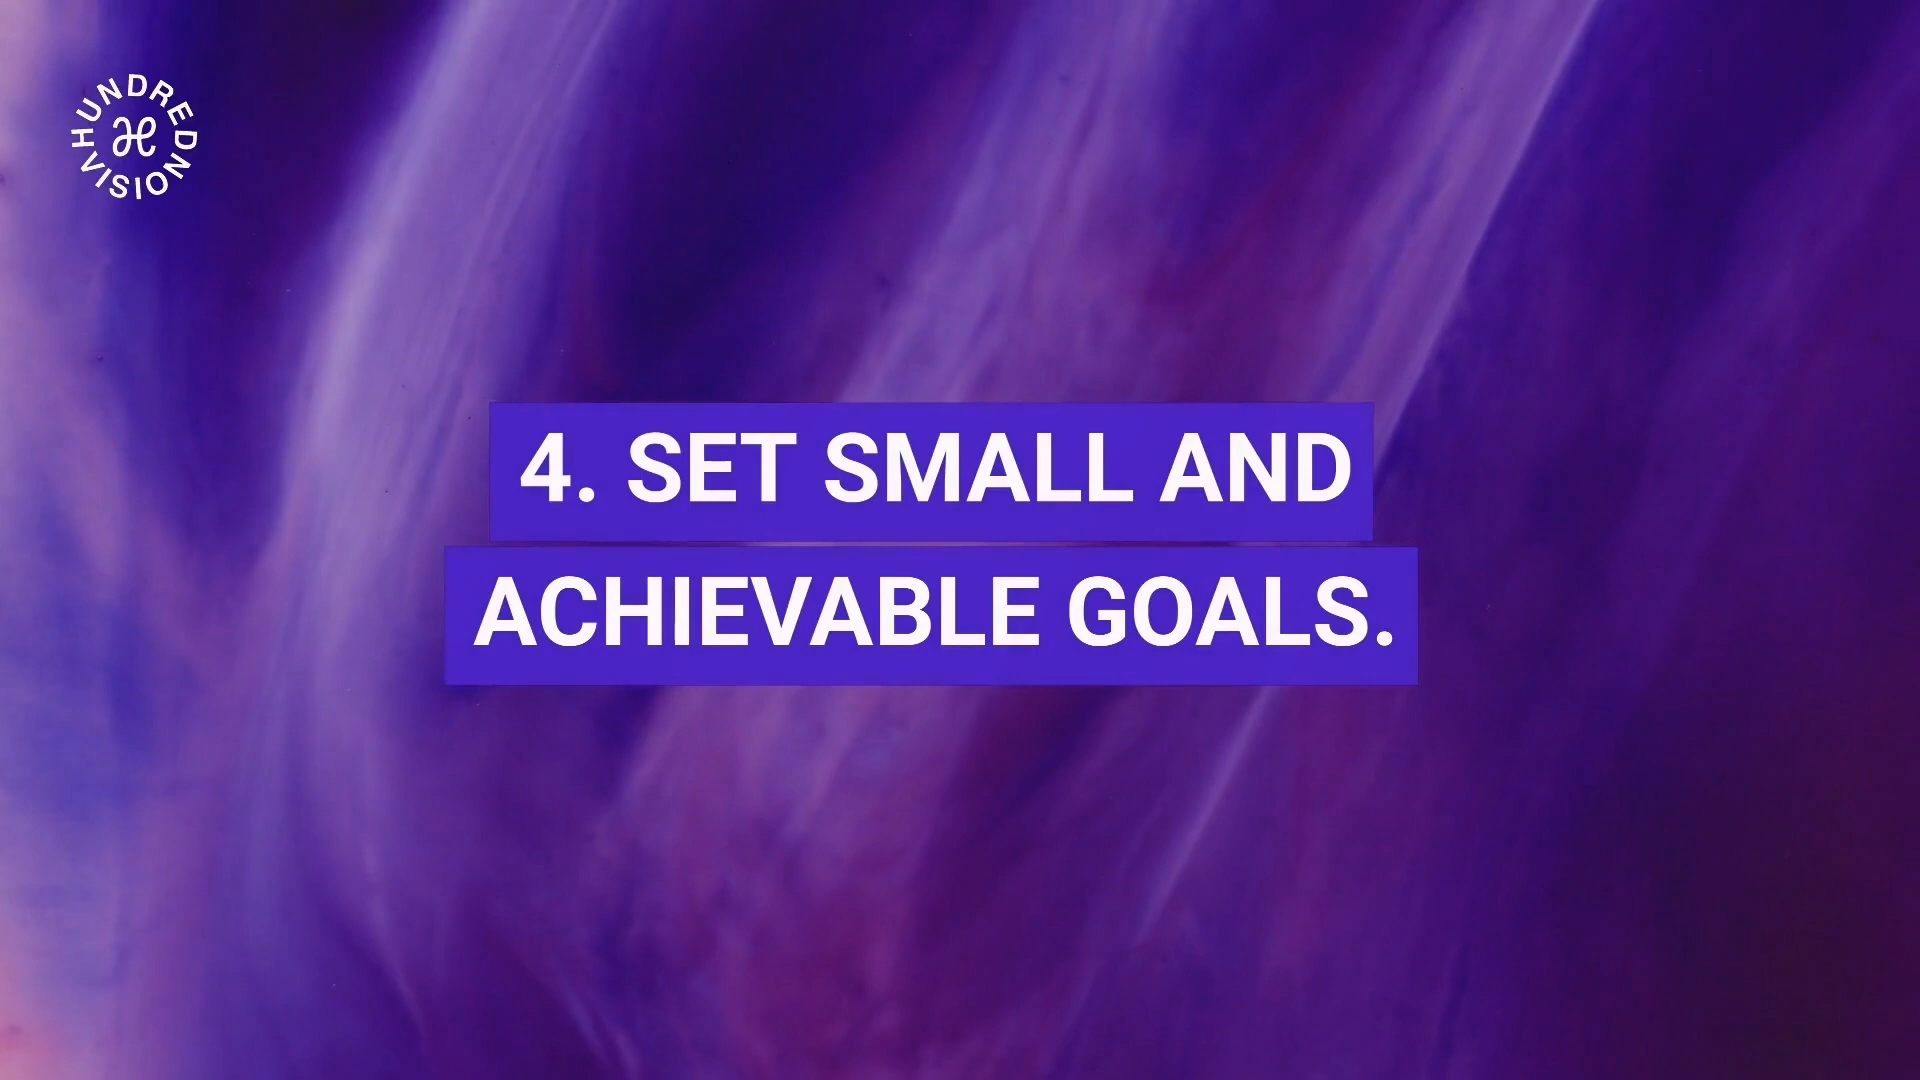 HUNDRED
VISION
4. SET SMALL AND
ACHIEVABLE GOALS.